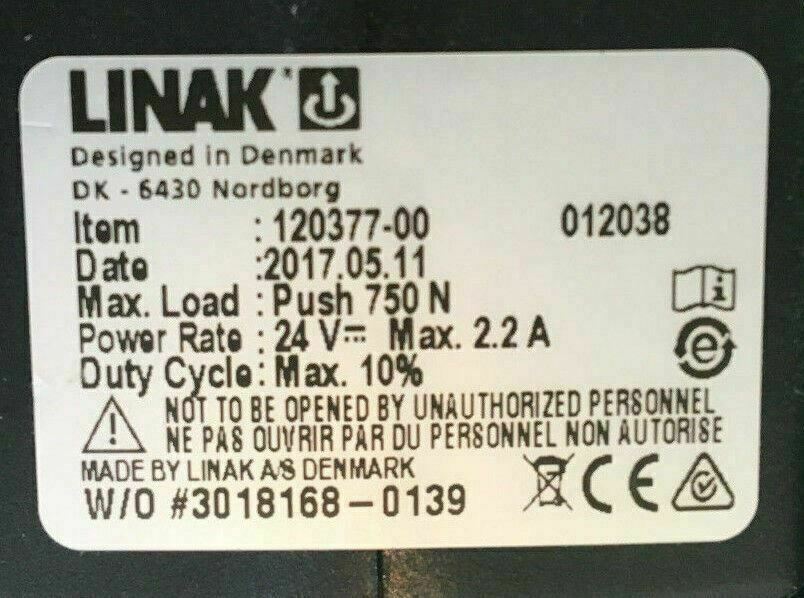 LINAK
Designed in Denmark
DK - 6430 Nordborg
Item : 120377-00 012038
Date :2017.05.11
Max. Load : Push 750 N
Power Rate : 24 V⎓ Max. 2.2 A
Duty Cycle : Max. 10%
NOT TO BE OPENED BY UNAUTHORIZED PERSONNEL
NE PAS OUVRIR PAR DU PERSONNEL NON AUTORISE
MADE BY LINAK A/S DENMARK
W/O #3018168-0139 CE